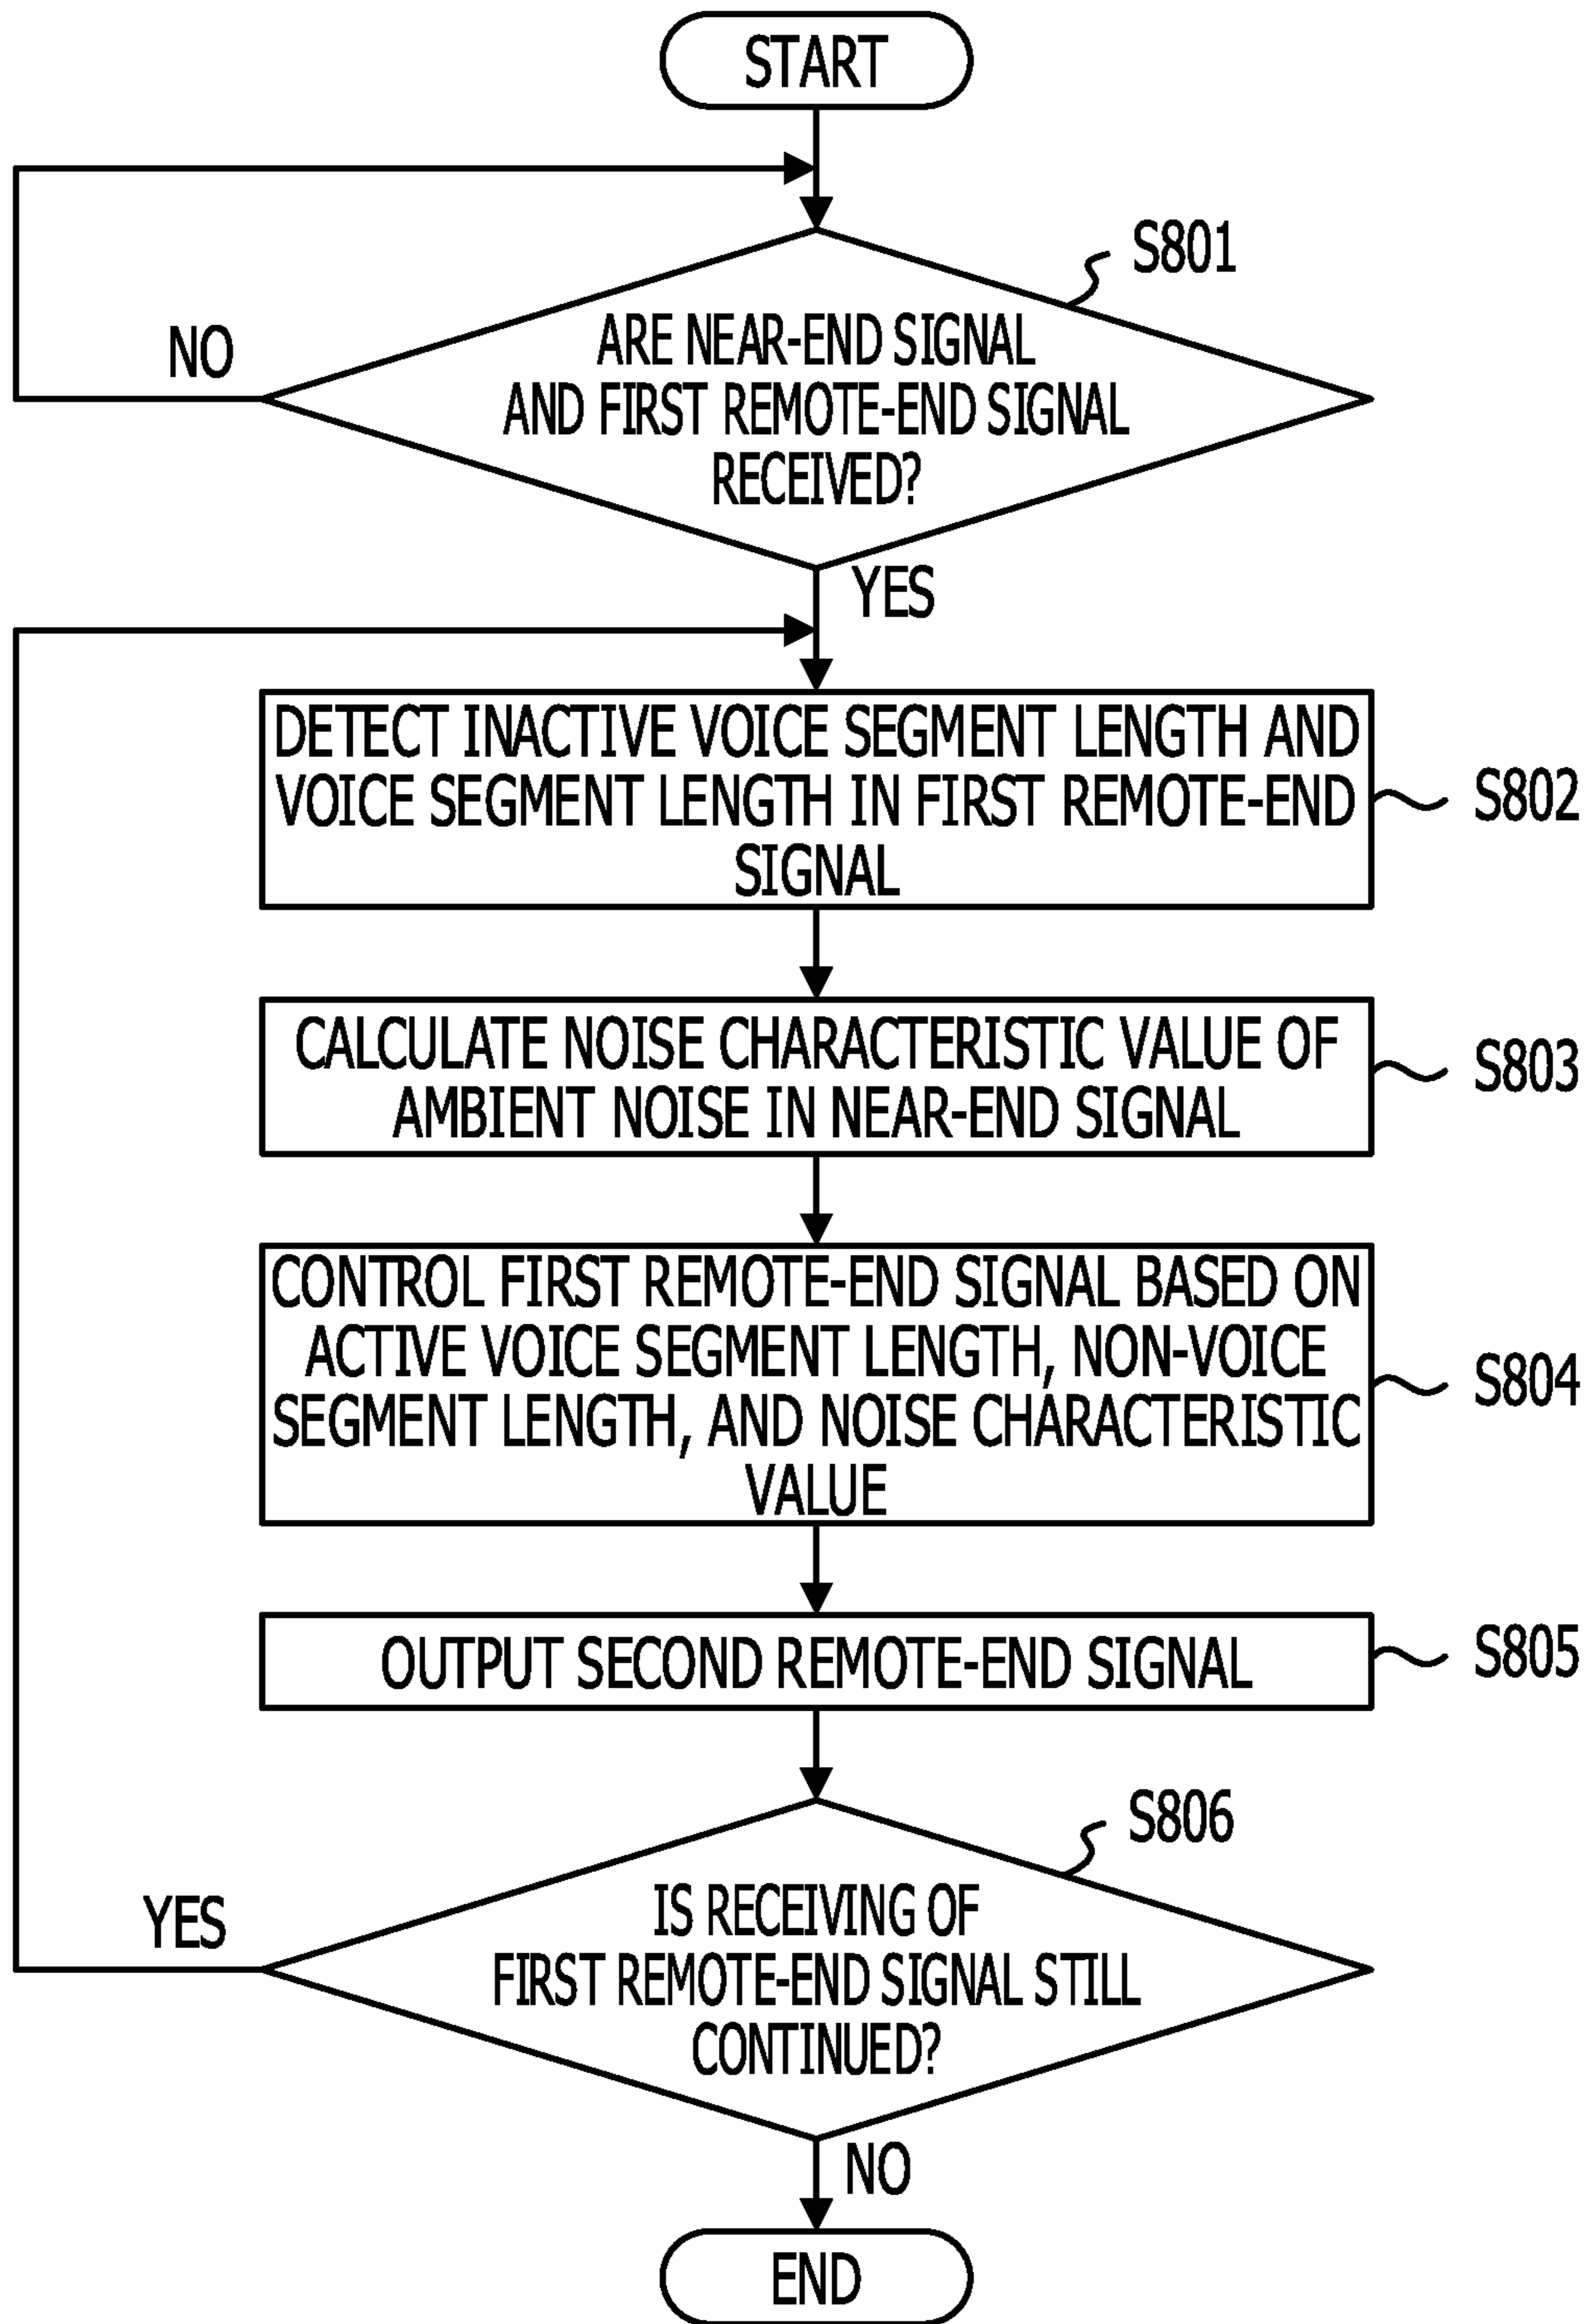 START
S801
NO
ARE NEAR-END SIGNAL
AND FIRST REMOTE-END SIGNAL
RECEIVED?
YES
DETECT INACTIVE VOICE SEGMENT LENGTH AND
VOICE SEGMENT LENGTH IN FIRST REMOTE-END
SIGNAL
S802
CALCULATE NOISE CHARACTERISTIC VALUE OF
AMBIENT NOISE IN NEAR-END SIGNAL
S803
CONTROL FIRST REMOTE-END SIGNAL BASED ON
ACTIVE VOICE SEGMENT LENGTH, NON-VOICE
SEGMENT LENGTH, AND NOISE CHARACTERISTIC
VALUE
S804
OUTPUT SECOND REMOTE-END SIGNAL
S805
S806
YES
IS RECEIVING OF
FIRST REMOTE-END SIGNAL STILL
CONTINUED?
NO
END